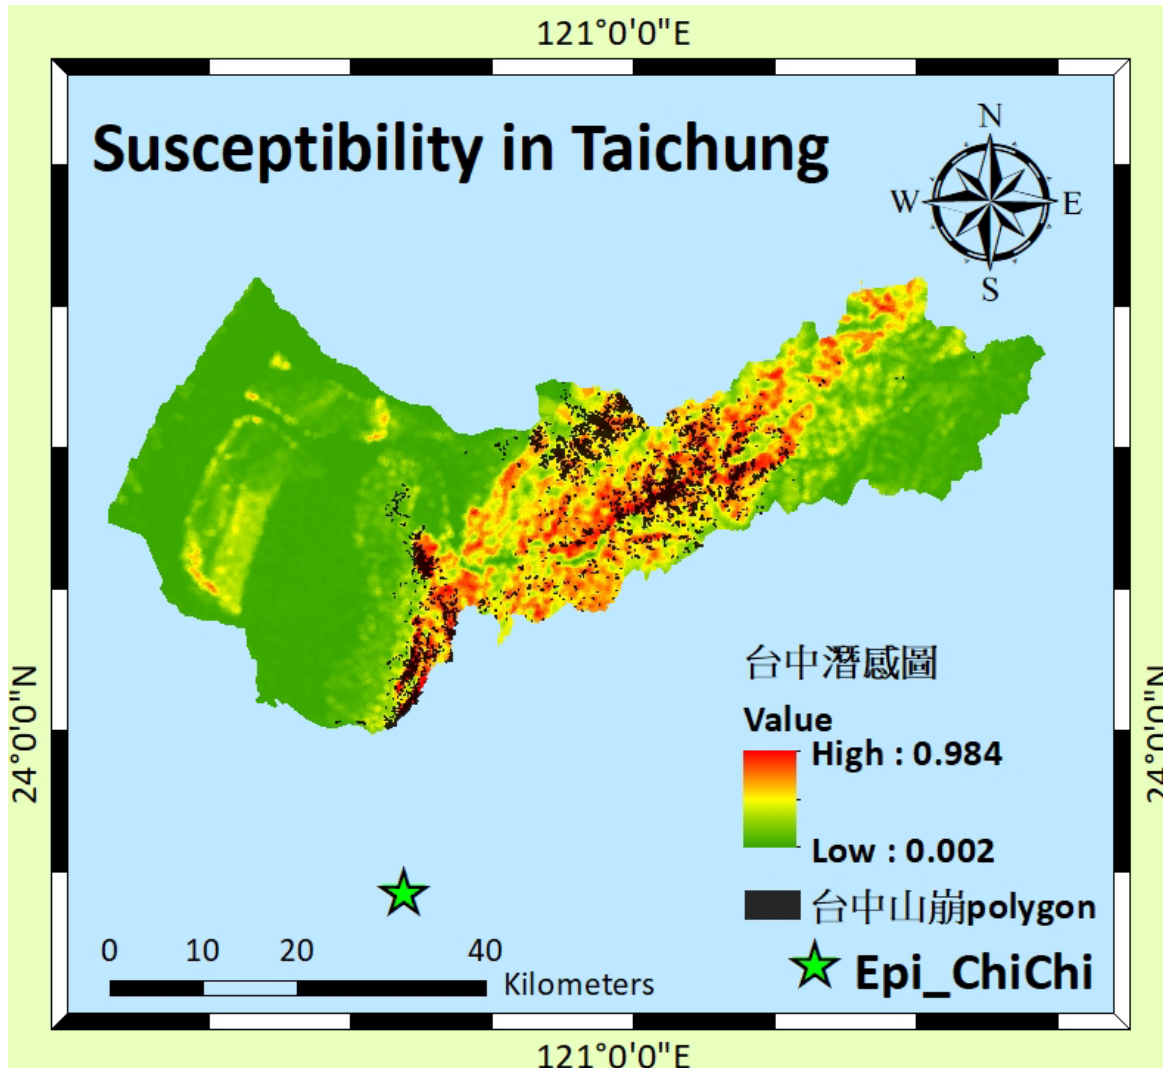 121°0'0"E
Susceptibility in Taichung
N
W
E
S
24°0'0"N
24°0'0"N
台中潛感圖
Value
High : 0.984
Low : 0.002
台中山崩polygon
Epi_ChiChi
0 10 20 40
Kilometers
121°0'0"E